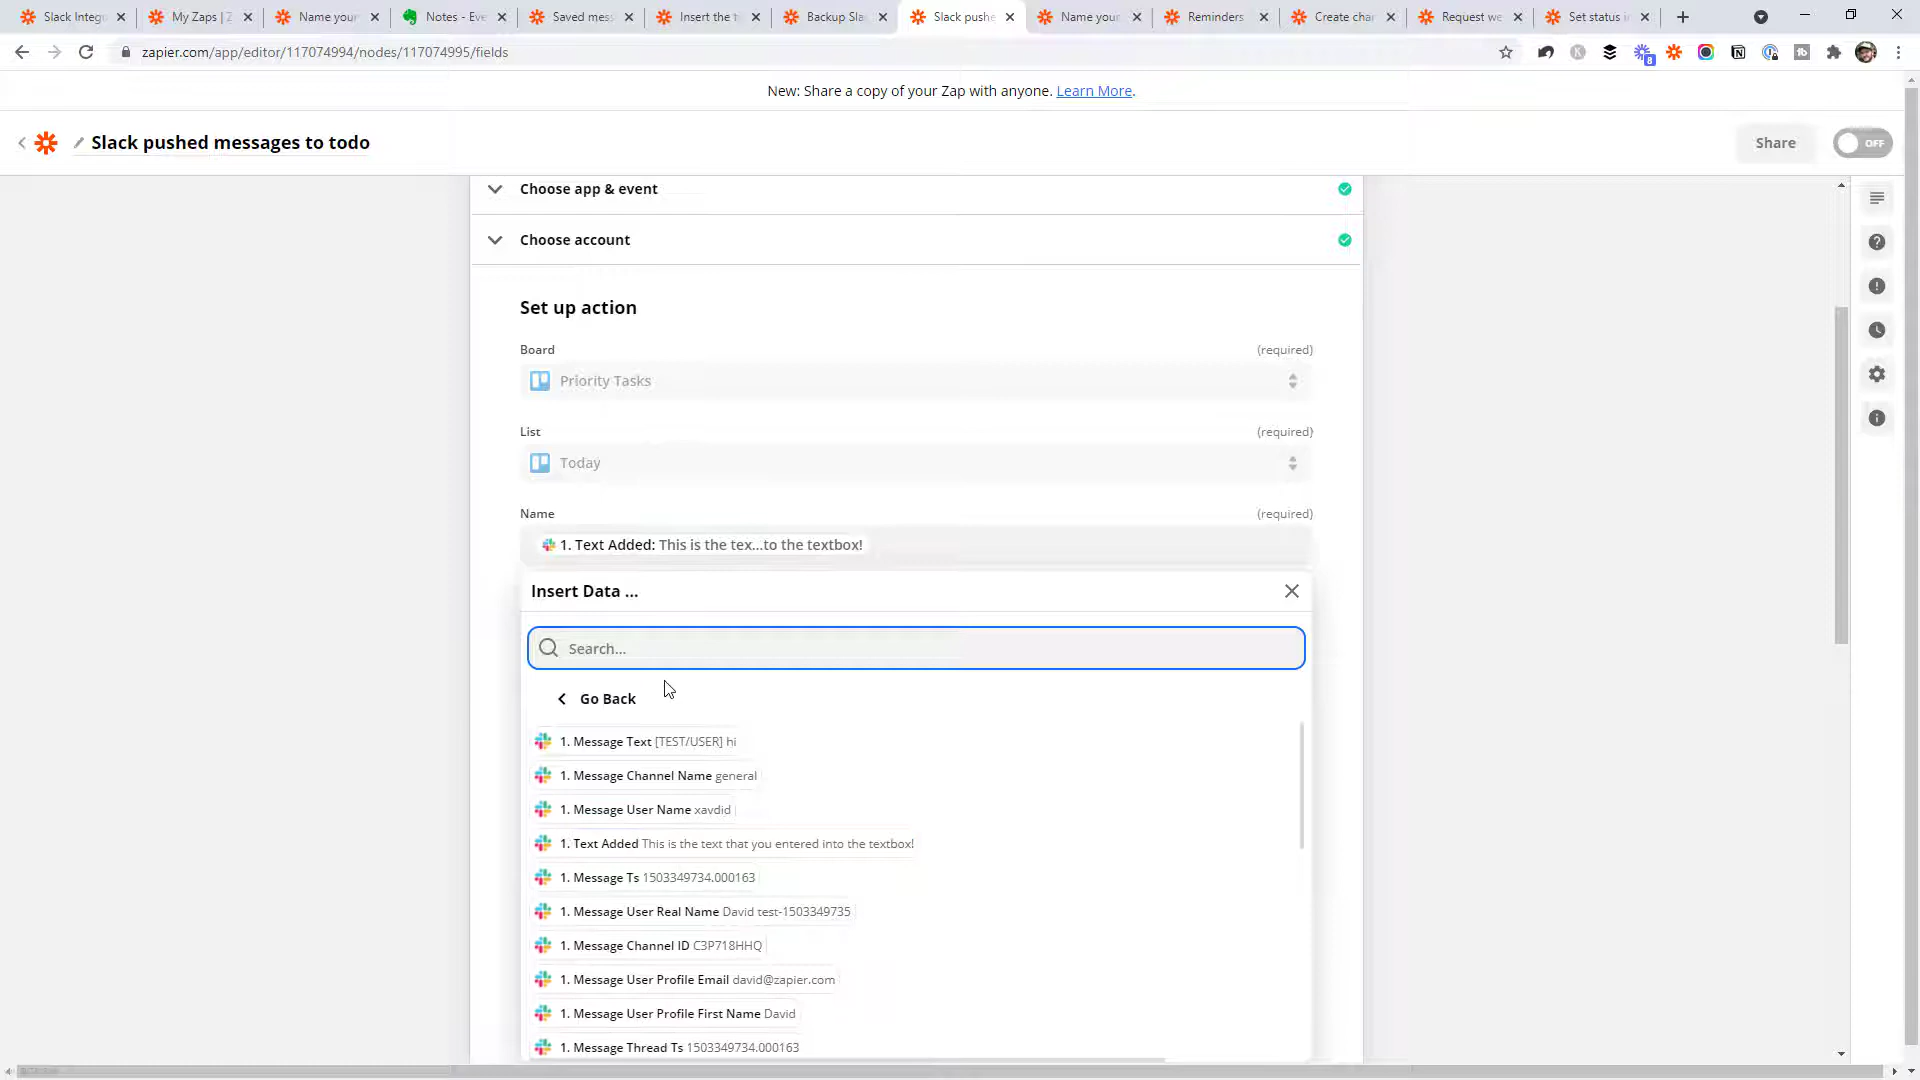 Slack Integ
My Zaps | Z
Name your
Notes - Eve
Saved mess
Insert the t
Backup Sla
Slack pushe
Name your
Reminders
Create char
Request we
Set status i
zapier.com/app/editor/117074994/nodes/117074995/fields
8
New: Share a copy of your Zap with anyone. Learn More.
Slack pushed messages to todo
Share
OFF
Choose app & event
Choose account
Set up action
Board (required)
Priority Tasks
List (required)
Today
Name (required)
1. Text Added: This is the tex...to the textbox!
Insert Data ...
Search...
Go Back
1. Message Text [TEST/USER] hi
1. Message Channel Name general
1. Message User Name xavdid
1. Text Added This is the text that you entered into the textbox!
1. Message Ts 1503349734.000163
1. Message User Real Name David test-1503349735
1. Message Channel ID C3P718HHQ
1. Message User Profile Email david@zapier.com
1. Message User Profile First Name David
1. Message Thread Ts 1503349734.000163